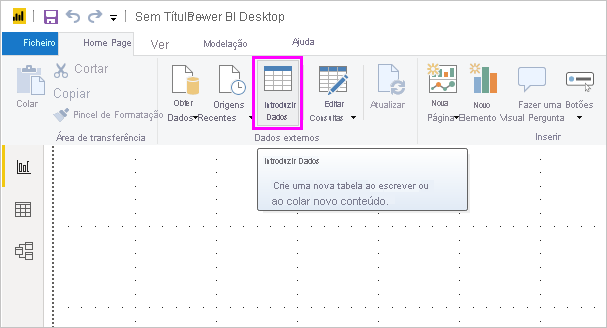 Sem TítulPower BI Desktop
Ficheiro Home Page Ver Modelação Ajuda
Colar
Cortar
Copiar
Pincel de Formatação
Área de transferência
Obter Dados
Origens Recentes
Introduzir Dados
Editar Consultas
Atualizar
Dados externos
Nova Página
Novo Elemento Visual
Fazer uma Pergunta
Botões
Inserir
Introduzir Dados
Crie uma nova tabela ao escrever ou
ao colar novo conteúdo.